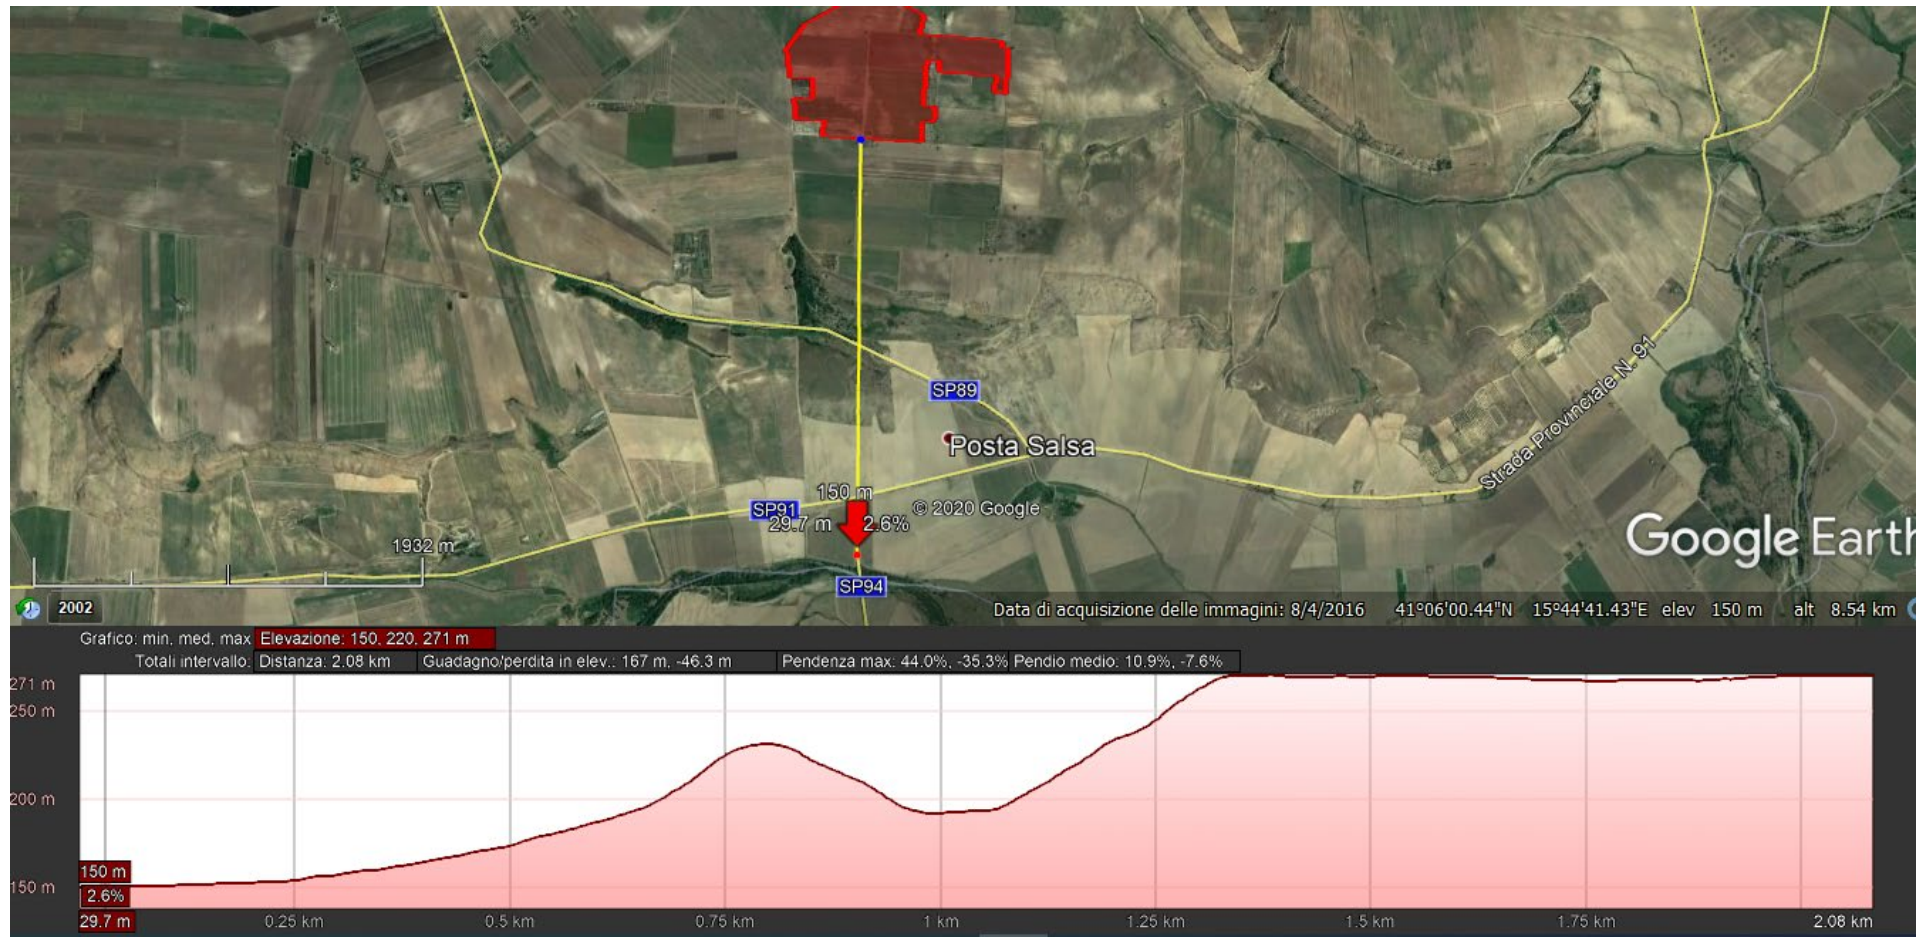 SP89
Posta Salsa
Strada Provinciale N. 91
150 m
SP91
© 2020 Google
29.7 m
2.6%
1932 m
Google Earth
SP94
2002
Data di acquisizione delle immagini: 8/4/2016 41°06'00.44"N 15°44'41.43"E elev 150 m alt 8.54 km
Grafico: min, med, max Elevazione: 150, 220, 271 m
Totali intervallo: Distanza: 2.08 km Guadagno/perdita in elev.: 167 m, -46.3 m Pendenza max: 44.0%, -35.3% Pendio medio: 10.9%, -7.6%
271 m
250 m
200 m
150 m
150 m
2.6%
29.7 m 0.25 km 0.5 km 0.75 km 1 km 1.25 km 1.5 km 1.75 km 2.08 km